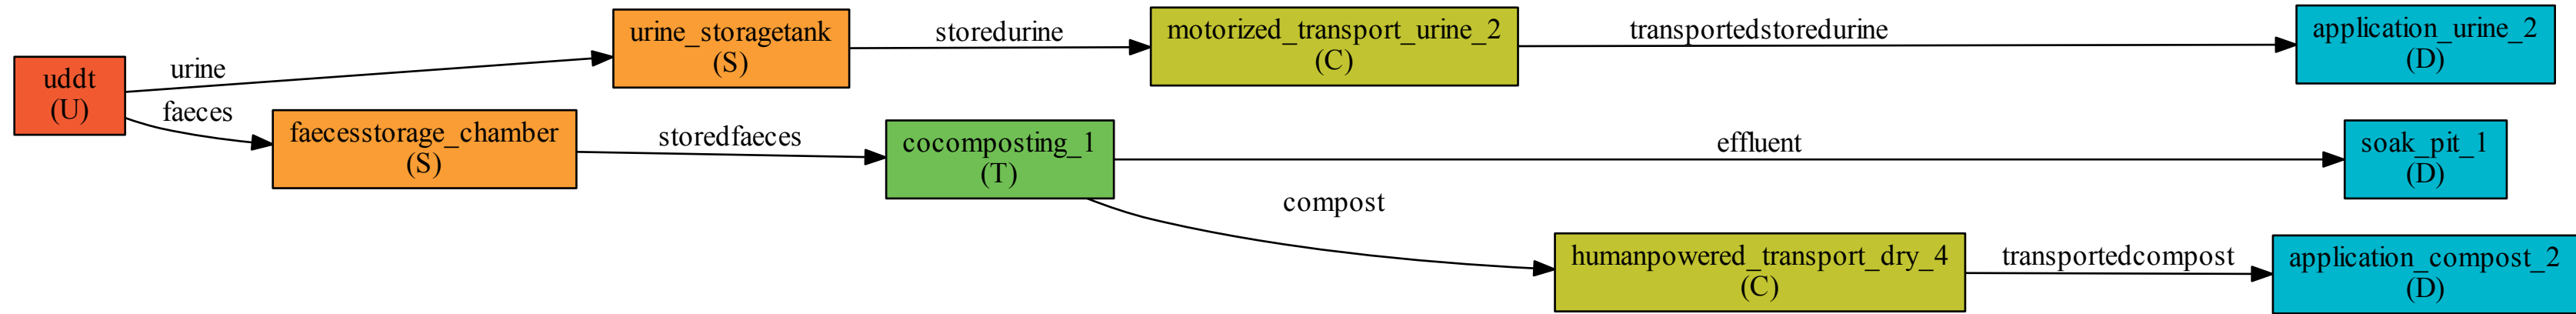 uddt
(U)
urine
faeces
urine_storagetank
(S)
faecesstorage_chamber
(S)
storedurine
storedfaeces
motorized_transport_urine_2
(C)
cocomposting_1
(T)
transportedstoredurine
effluent
compost
humanpowered_transport_dry_4
(C)
transportedcompost
application_urine_2
(D)
soak_pit_1
(D)
application_compost_2
(D)